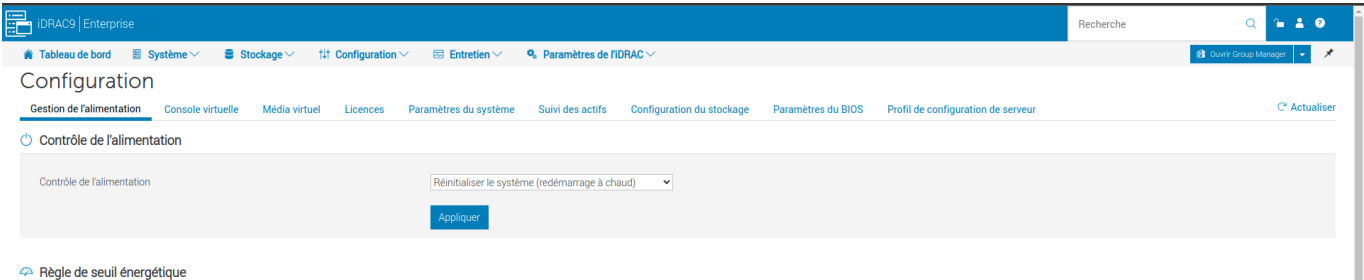 iDRAC9 | Enterprise
Recherche
Tableau de bord Système Stockage Configuration Entretien Paramètres de l'iDRAC Ouvrir Group Manager
Configuration
Gestion de l'alimentation Console virtuelle Média virtuel Licences Paramètres du système Suivi des actifs Configuration du stockage Paramètres du BIOS Profil de configuration de serveur Actualiser
Contrôle de l'alimentation
Contrôle de l'alimentation Réinitialiser le système (redémarrage à chaud)
Appliquer
Règle de seuil énergétique